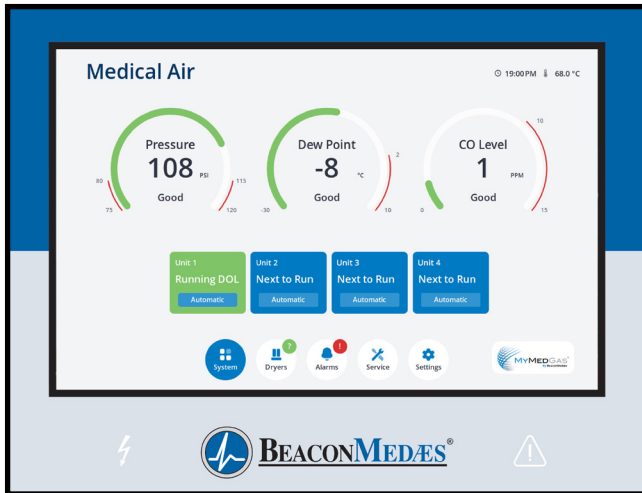 Medical Air
19:00PM 68.0 °C
Pressure
108 PSI
Good
80
115
75
120
Dew Point
-8 °C
Good
2
-30
10
CO Level
1 PPM
Good
10
0
15
Unit 1
Running DOL
Automatic
Unit 2
Next to Run
Automatic
Unit 3
Next to Run
Automatic
Unit 4
Next to Run
Automatic
System
?
Dryers
!
Alarms
Service
Settings
MYMEDGAS®
By BeaconMedaes
BEACONMEDÆS®